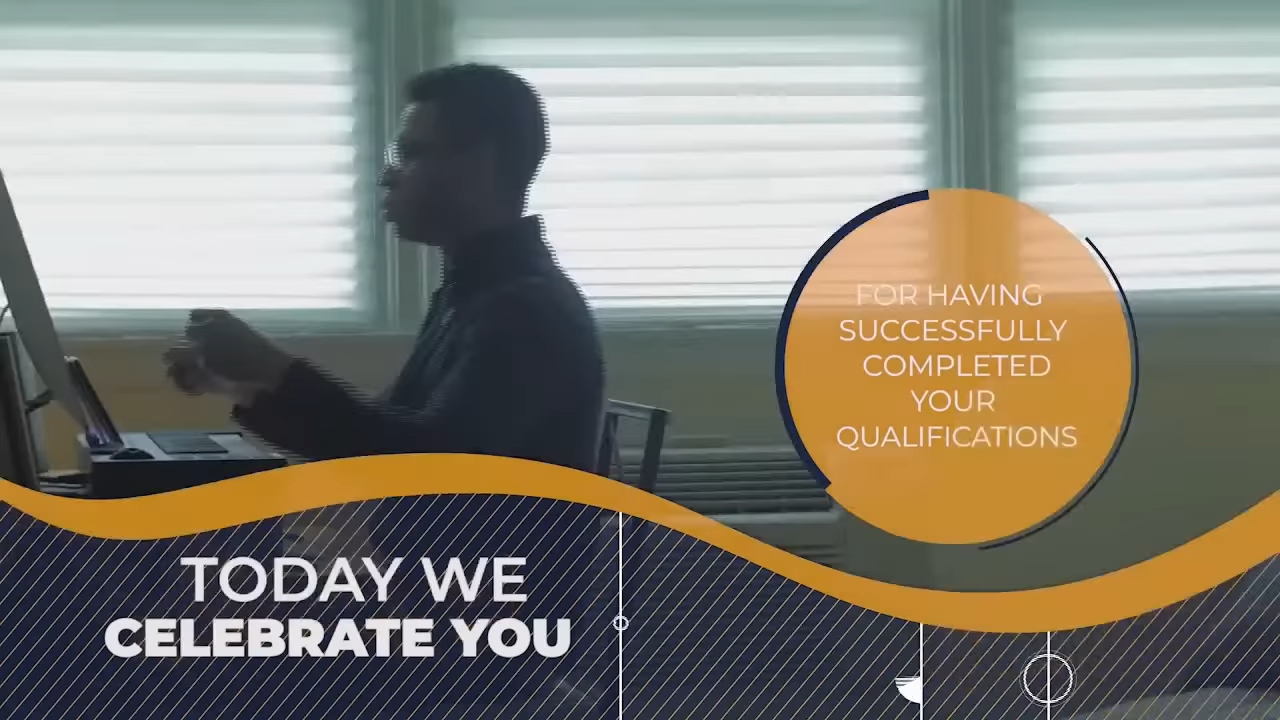 FOR HAVING
SUCCESSFULLY
COMPLETED
YOUR
QUALIFICATIONS
TODAY WE
CELEBRATE YOU